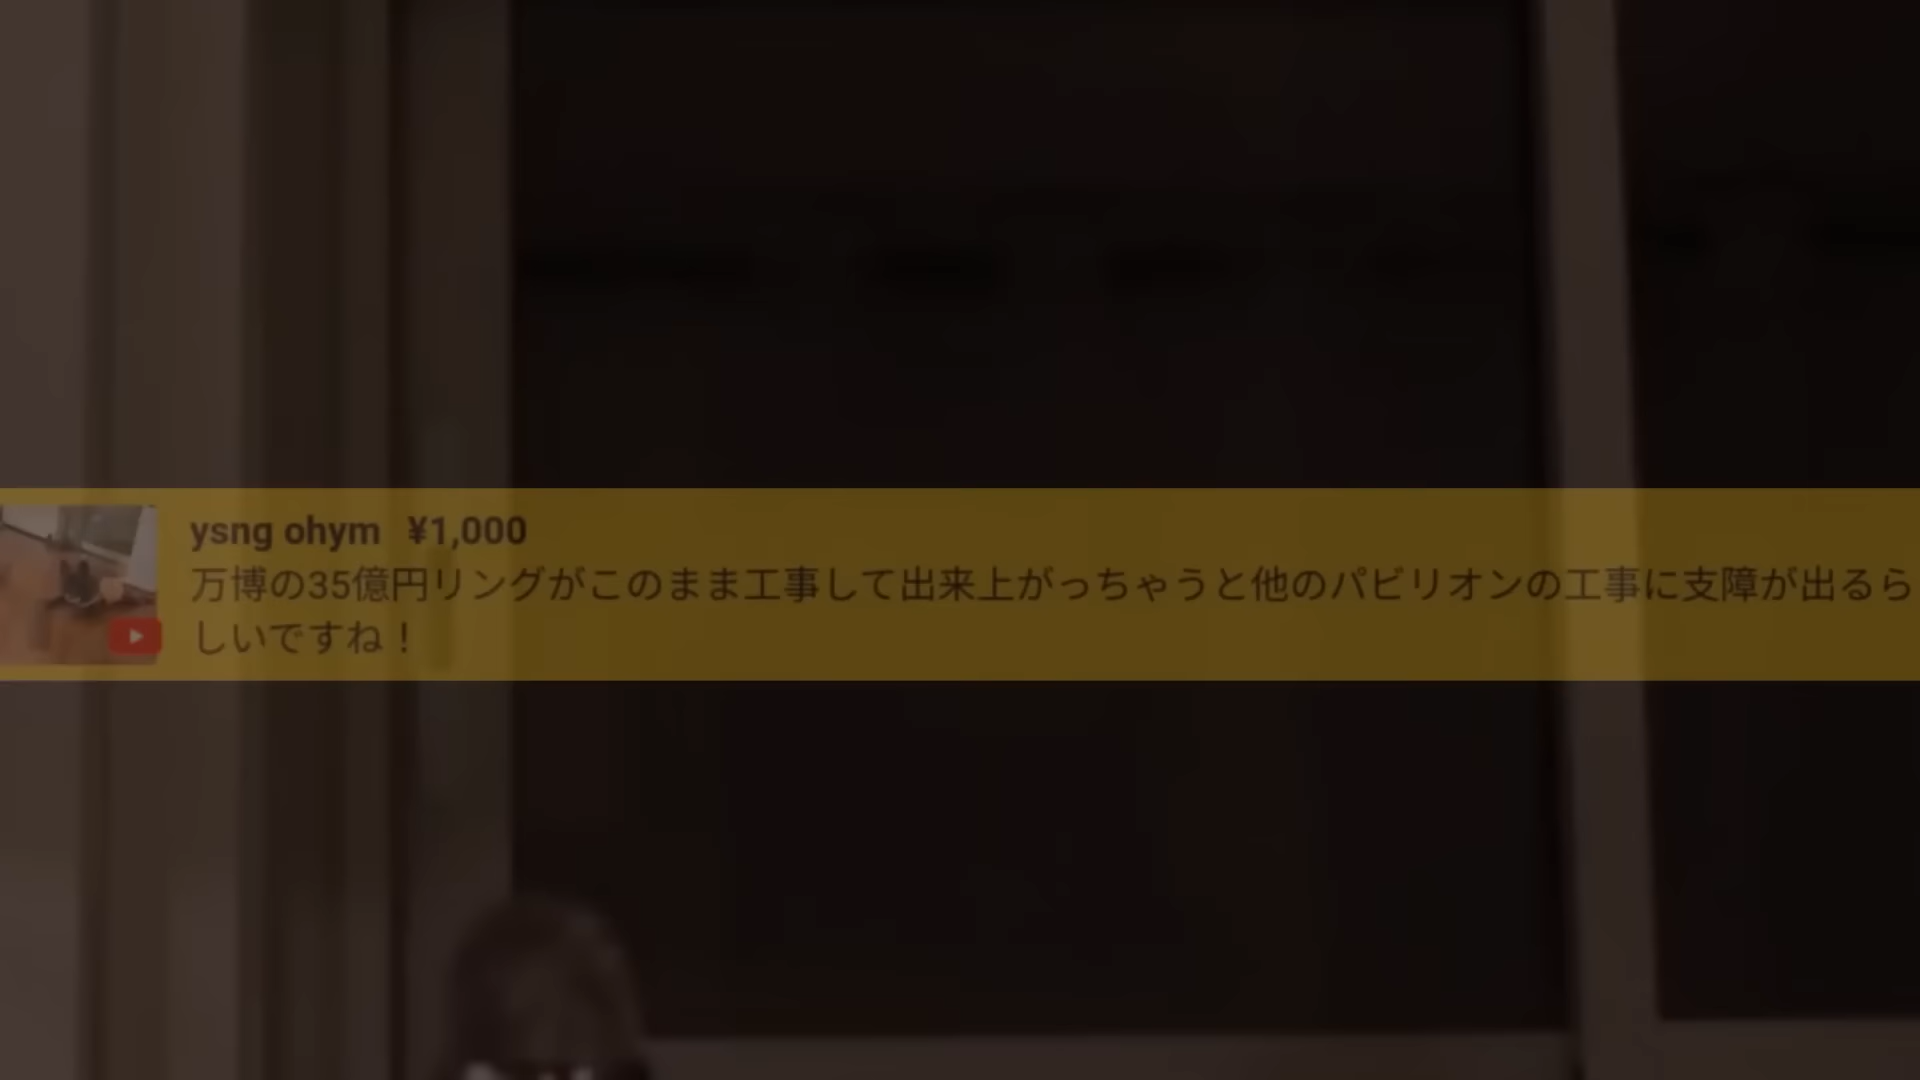 ysng ohym ¥1,000
万博の35億円リングがこのまま工事して出来上がっちゃうと他のパビリオンの工事に支障が出るら
しいですね！